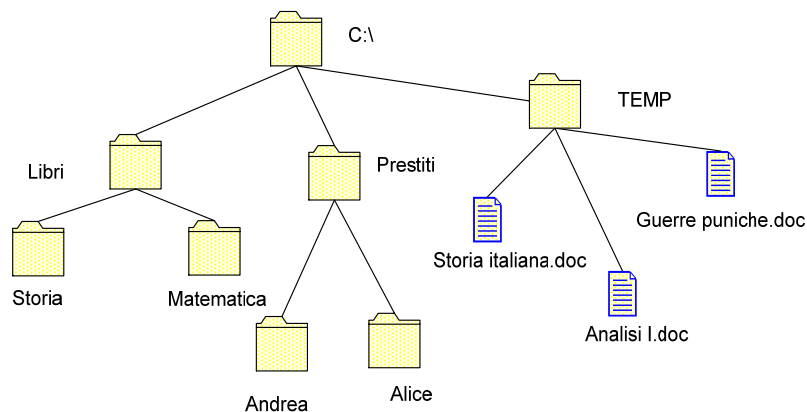 C:\
TEMP
Libri
Prestiti
Guerre puniche.doc
Storia italiana.doc
Storia
Matematica
Analisi I.doc
Andrea
Alice